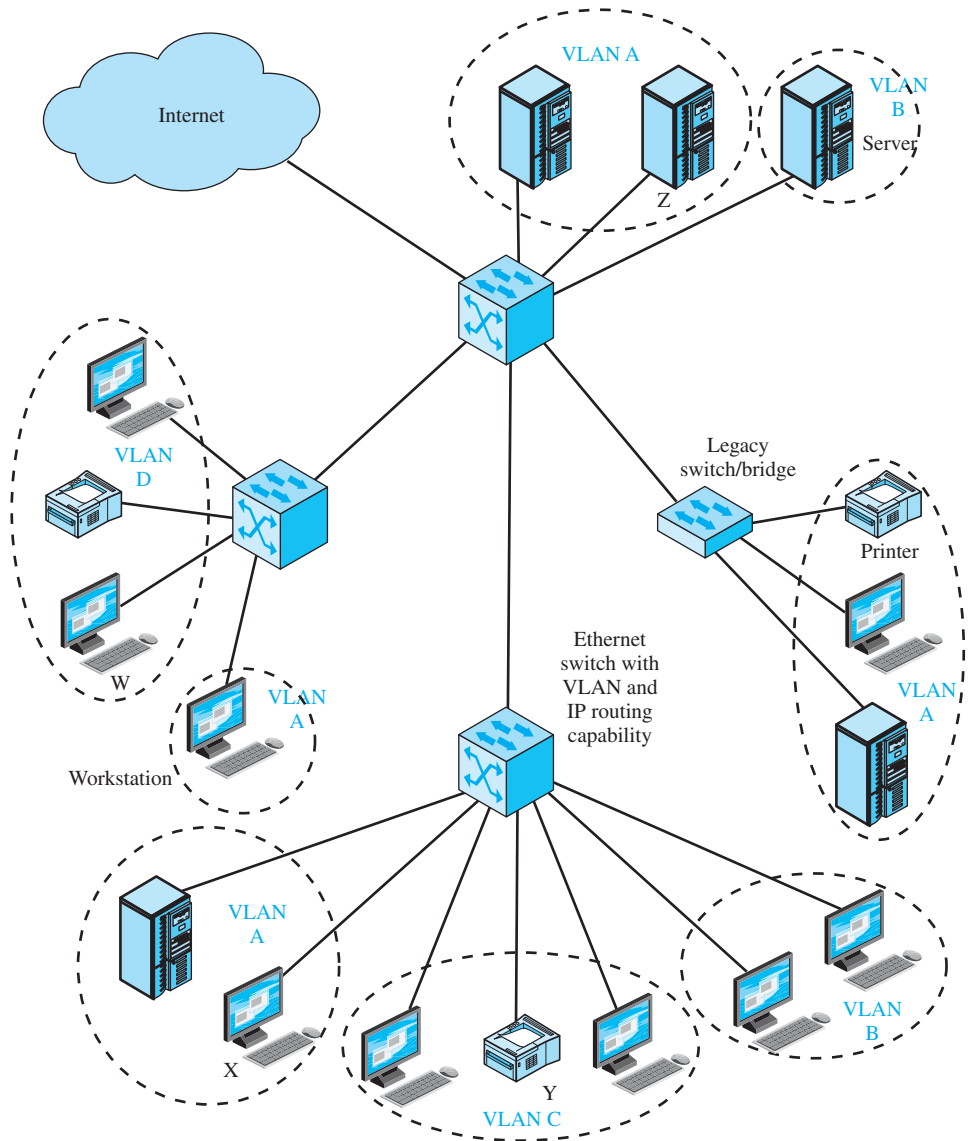 VLAN A
VLAN
B
Internet
Server
Z
Legacy
switch/bridge
VLAN
D
Printer
Ethernet
switch with
VLAN and
IP routing
capability
W
VLAN
A
VLAN
A
Workstation
VLAN
A
VLAN
B
X
Y
VLAN C